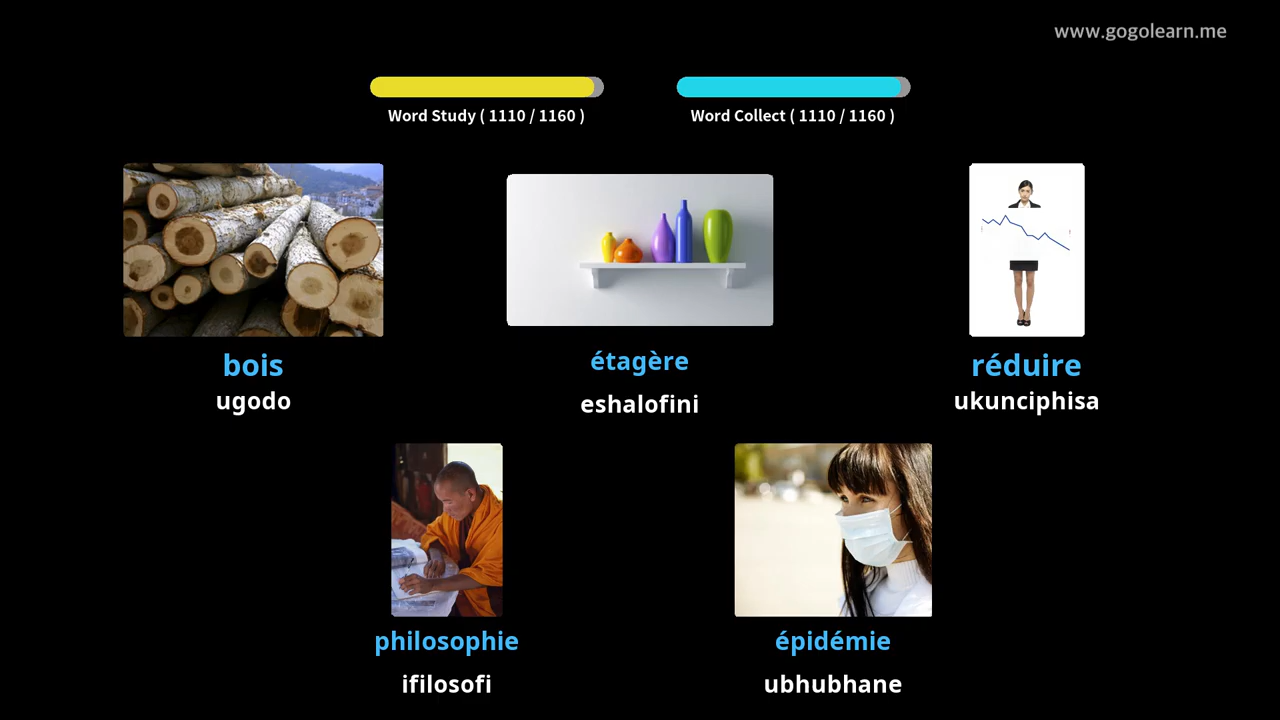 www.gogolearn.me
Word Study ( 1110 / 1160 )
Word Collect ( 1110 / 1160 )
bois
ugodo
étagère
eshalofini
réduire
ukunciphisa
philosophie
ifilosofi
épidémie
ubhubhane